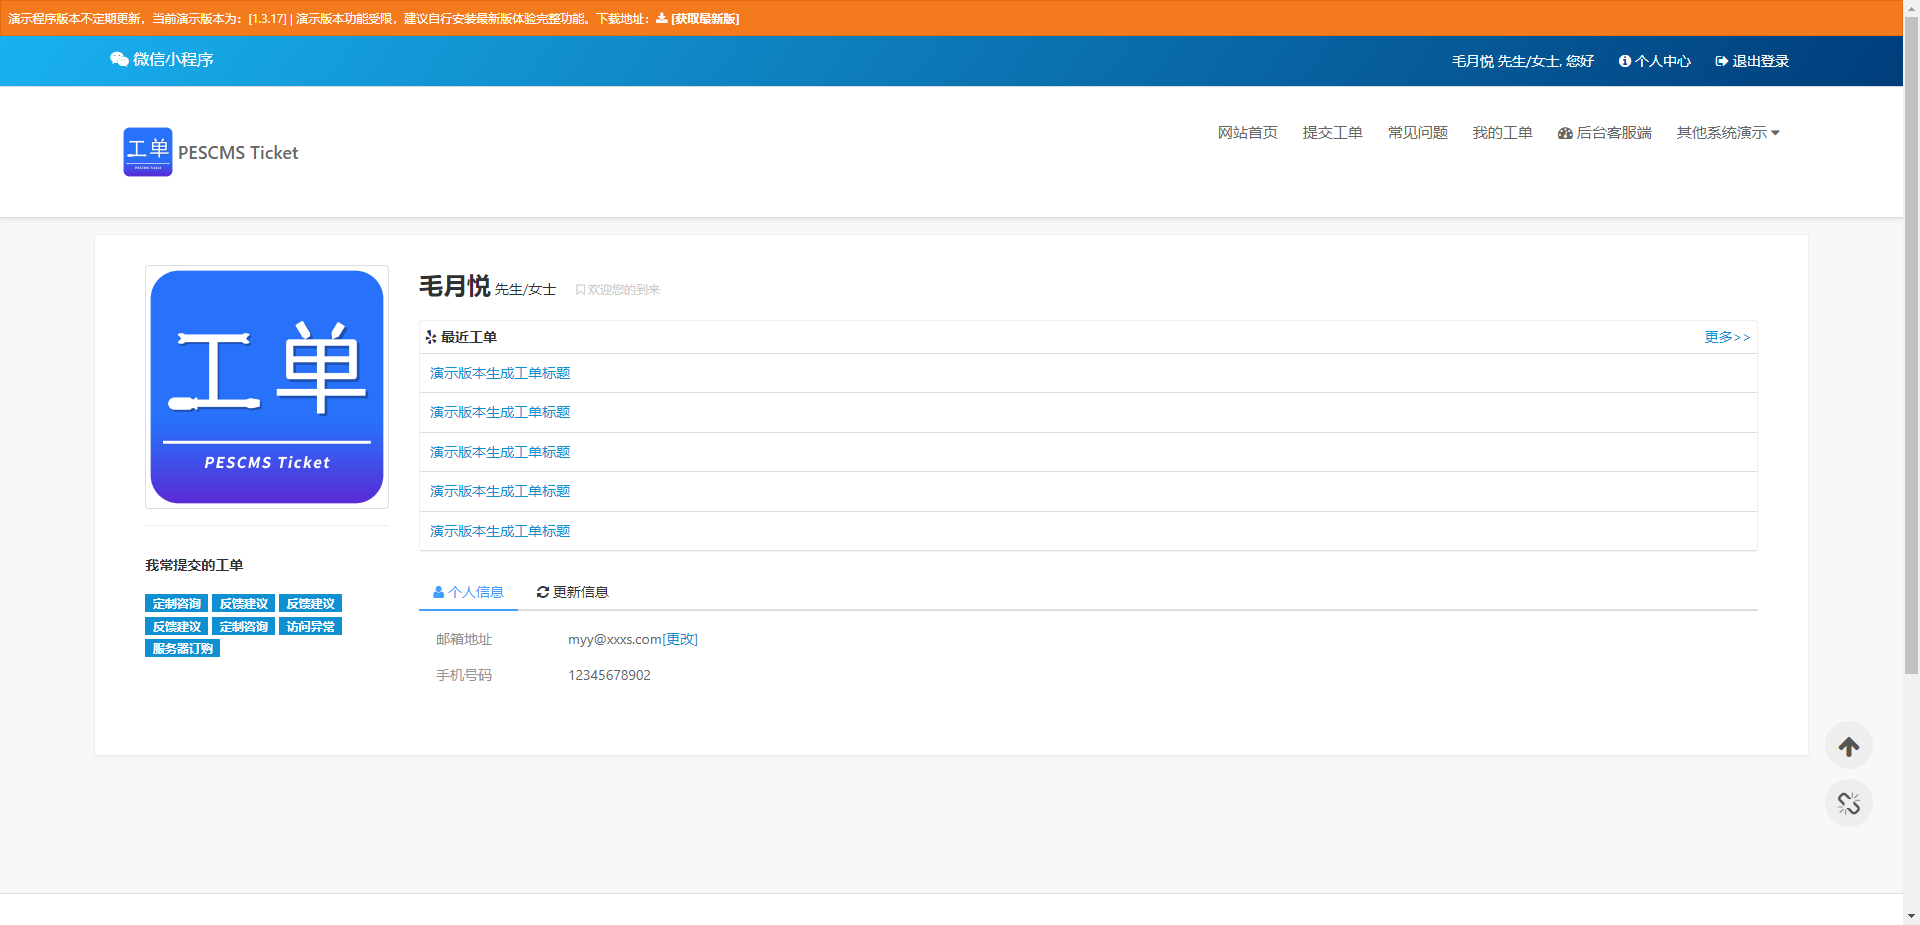 演示程序版本不定期更新，当前演示版本为：[1.3.17] | 演示版本功能受限，建议自行安装最新版体验完整功能。下载地址： [获取最新版]
微信小程序
毛月悦 先生/女士, 您好 个人中心 退出登录
工单 PESCMS Ticket
PESCMS Ticket
网站首页 提交工单 常见问题 我的工单 后台客服端 其他系统演示
工单
PESCMS Ticket
毛月悦 先生/女士 欢迎您的到来
最近工单 更多>>
演示版本生成工单标题
演示版本生成工单标题
演示版本生成工单标题
演示版本生成工单标题
演示版本生成工单标题
我常提交的工单
定制咨询 反馈建议 反馈建议
反馈建议 定制咨询 访问异常
服务器订购
个人信息 更新信息
邮箱地址 myy@xxxs.com[更改]
手机号码 12345678902